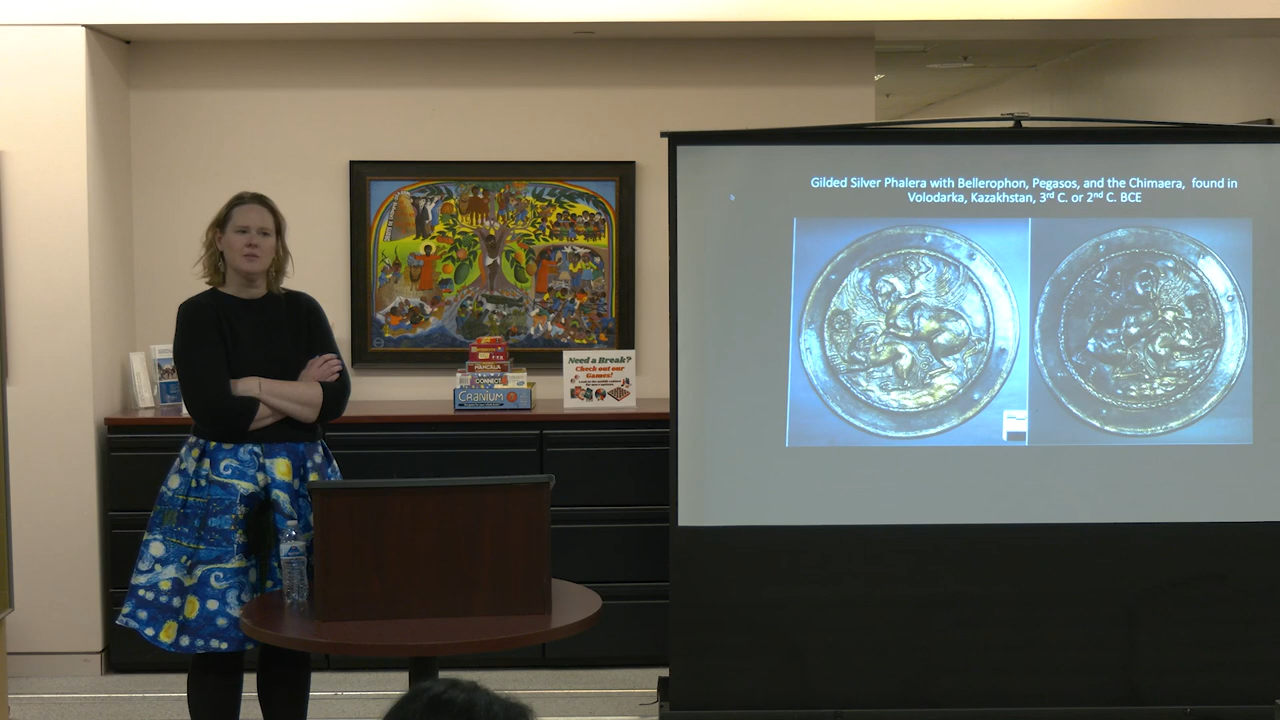 Gilded Silver Phalera with Bellerophon, Pegasos, and the Chimaera, found in
Volodarka, Kazakhstan, 3rd C. or 2nd C. BCE
Need a Break?
Check out our
Games!
MANCALA
CONNECT
CRANIUM